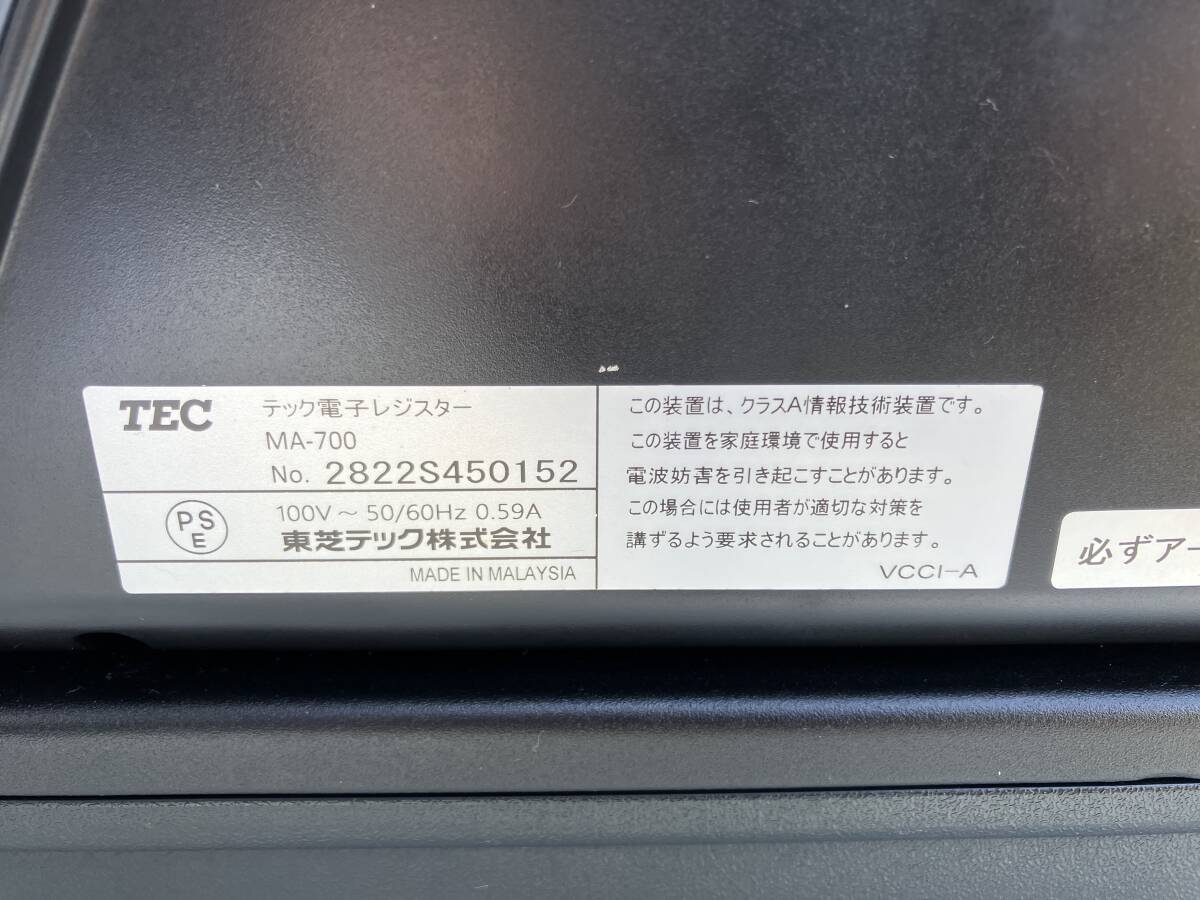 TEC テック電子レジスター
MA-700
No. 2822S450152
PSE
100V ～ 50/60Hz 0.59A
東芝テック株式会社
MADE IN MALAYSIA
この装置は、クラスA情報技術装置です。
この装置を家庭環境で使用すると
電波妨害を引き起こすことがあります。
この場合には使用者が適切な対策を
講ずるよう要求されることがあります。
VCCI-A
必ずアー